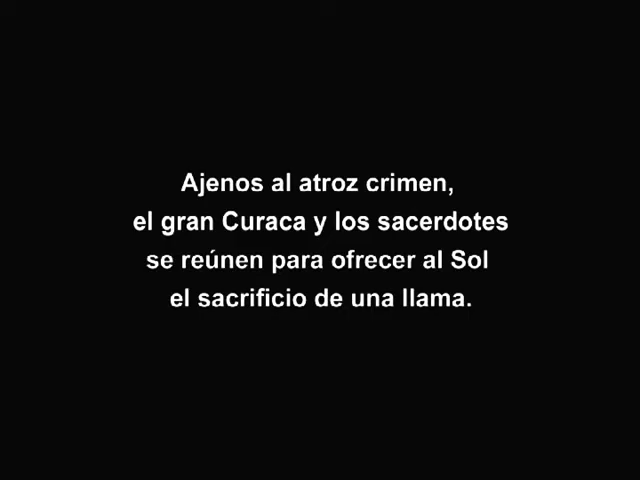 Ajenos al atroz crimen,
el gran Curaca y los sacerdotes
se reúnen para ofrecer al Sol
el sacrificio de una llama.